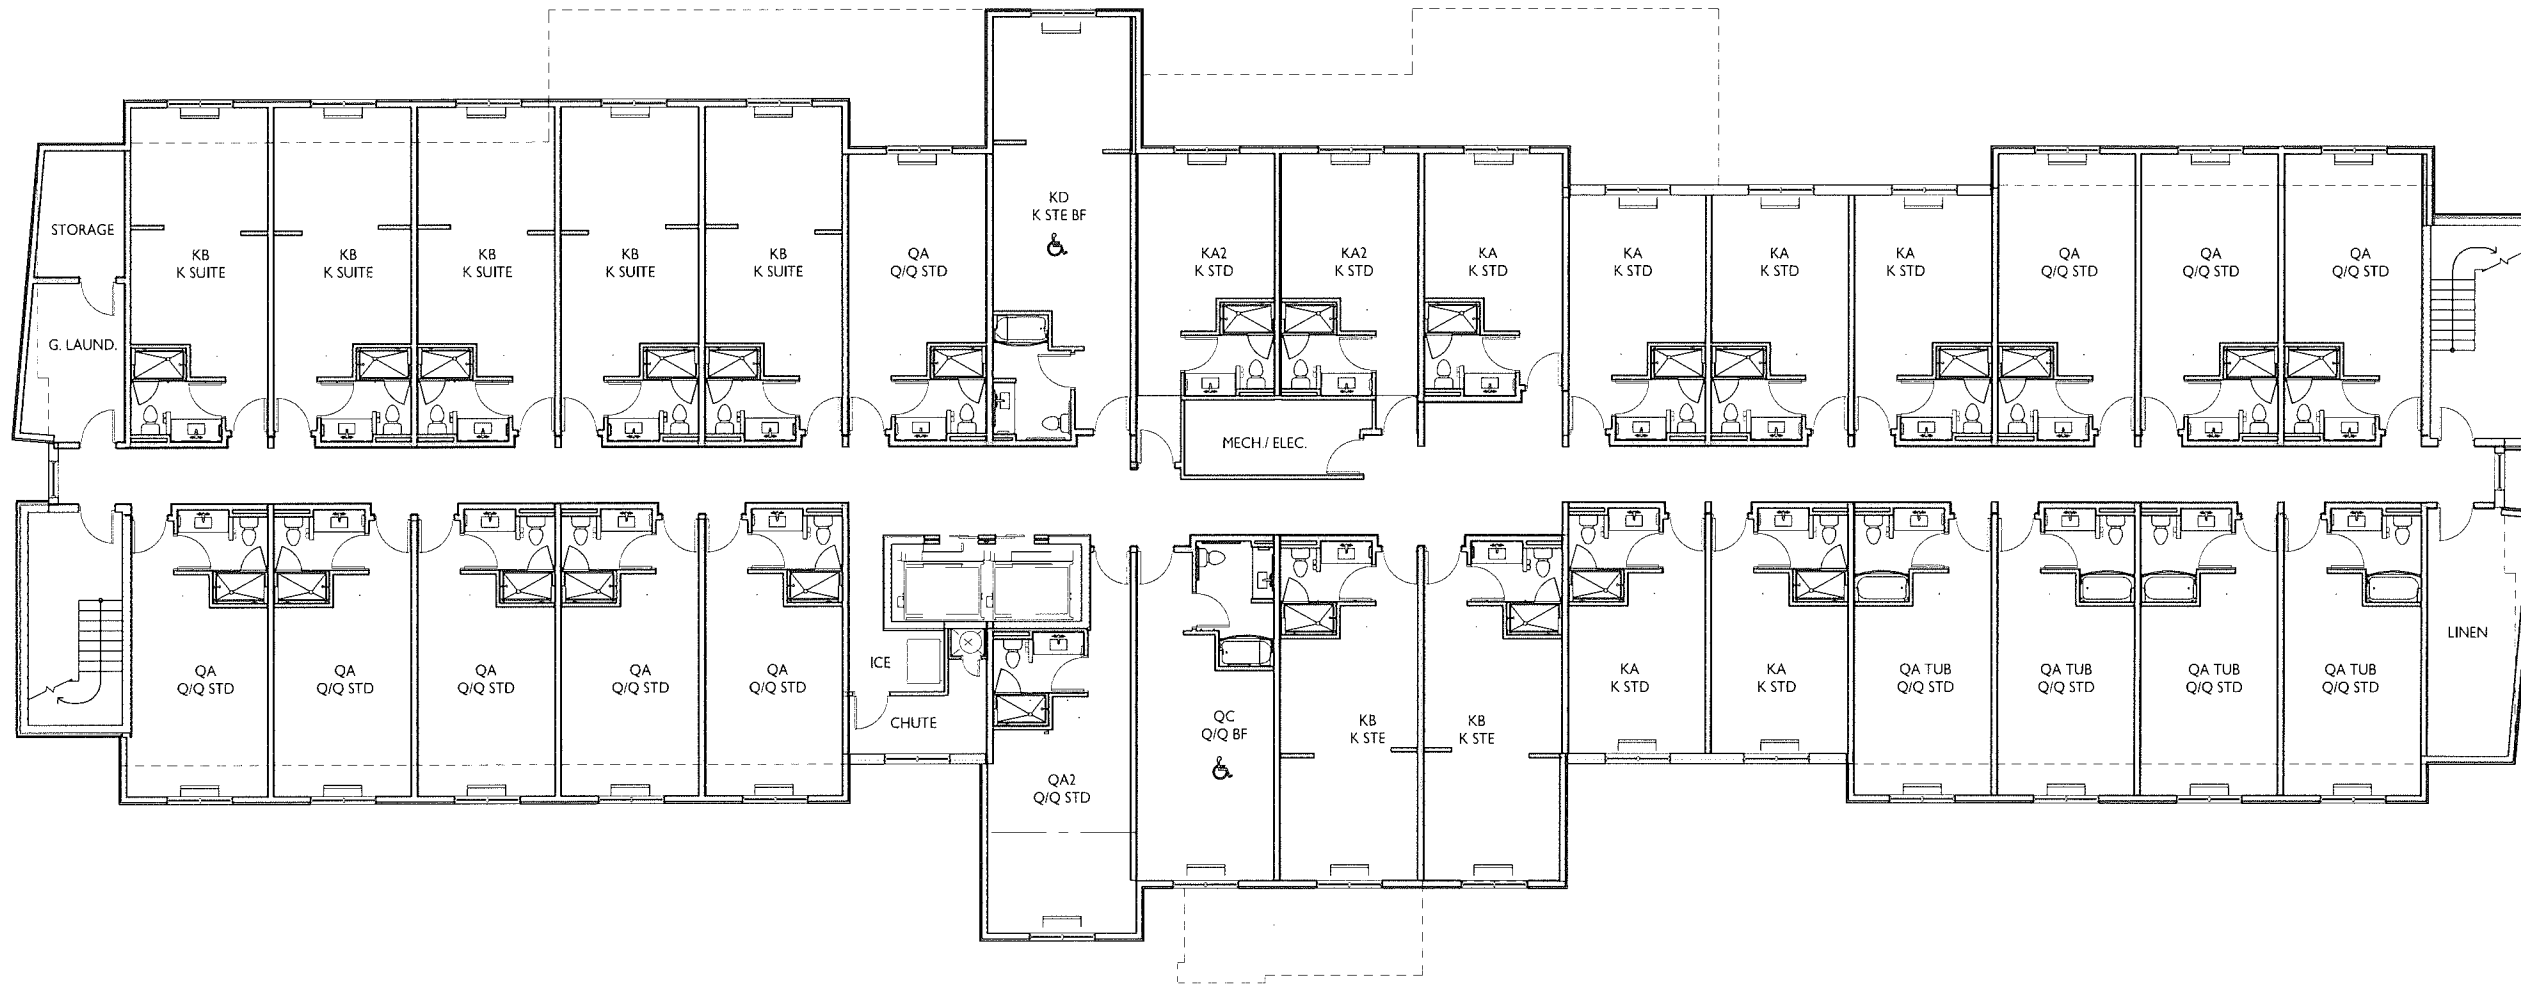 STORAGE
G. LAUND.
KB
K SUITE
KB
K SUITE
KB
K SUITE
KB
K SUITE
KB
K SUITE
QA
Q/Q STD
KD
K STE BF
KA2
K STD
KA2
K STD
KA
K STD
KA
K STD
KA
K STD
KA
K STD
QA
Q/Q STD
QA
Q/Q STD
QA
Q/Q STD
MECH./ ELEC.
QA
Q/Q STD
QA
Q/Q STD
QA
Q/Q STD
QA
Q/Q STD
QA
Q/Q STD
ICE
CHUTE
QA2
Q/Q STD
QC
Q/Q BF
KB
K STE
KB
K STE
KA
K STD
KA
K STD
QA TUB
Q/Q STD
QA TUB
Q/Q STD
QA TUB
Q/Q STD
QA TUB
Q/Q STD
LINEN